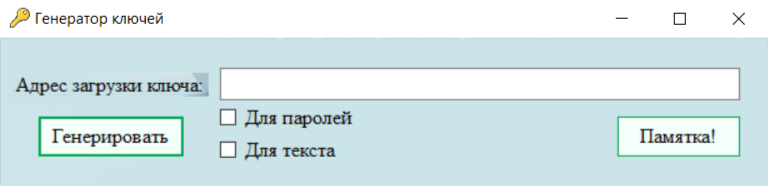 Генератор ключей
Адрес загрузки ключа:
Для паролей
Генерировать
Памятка!
Для текста